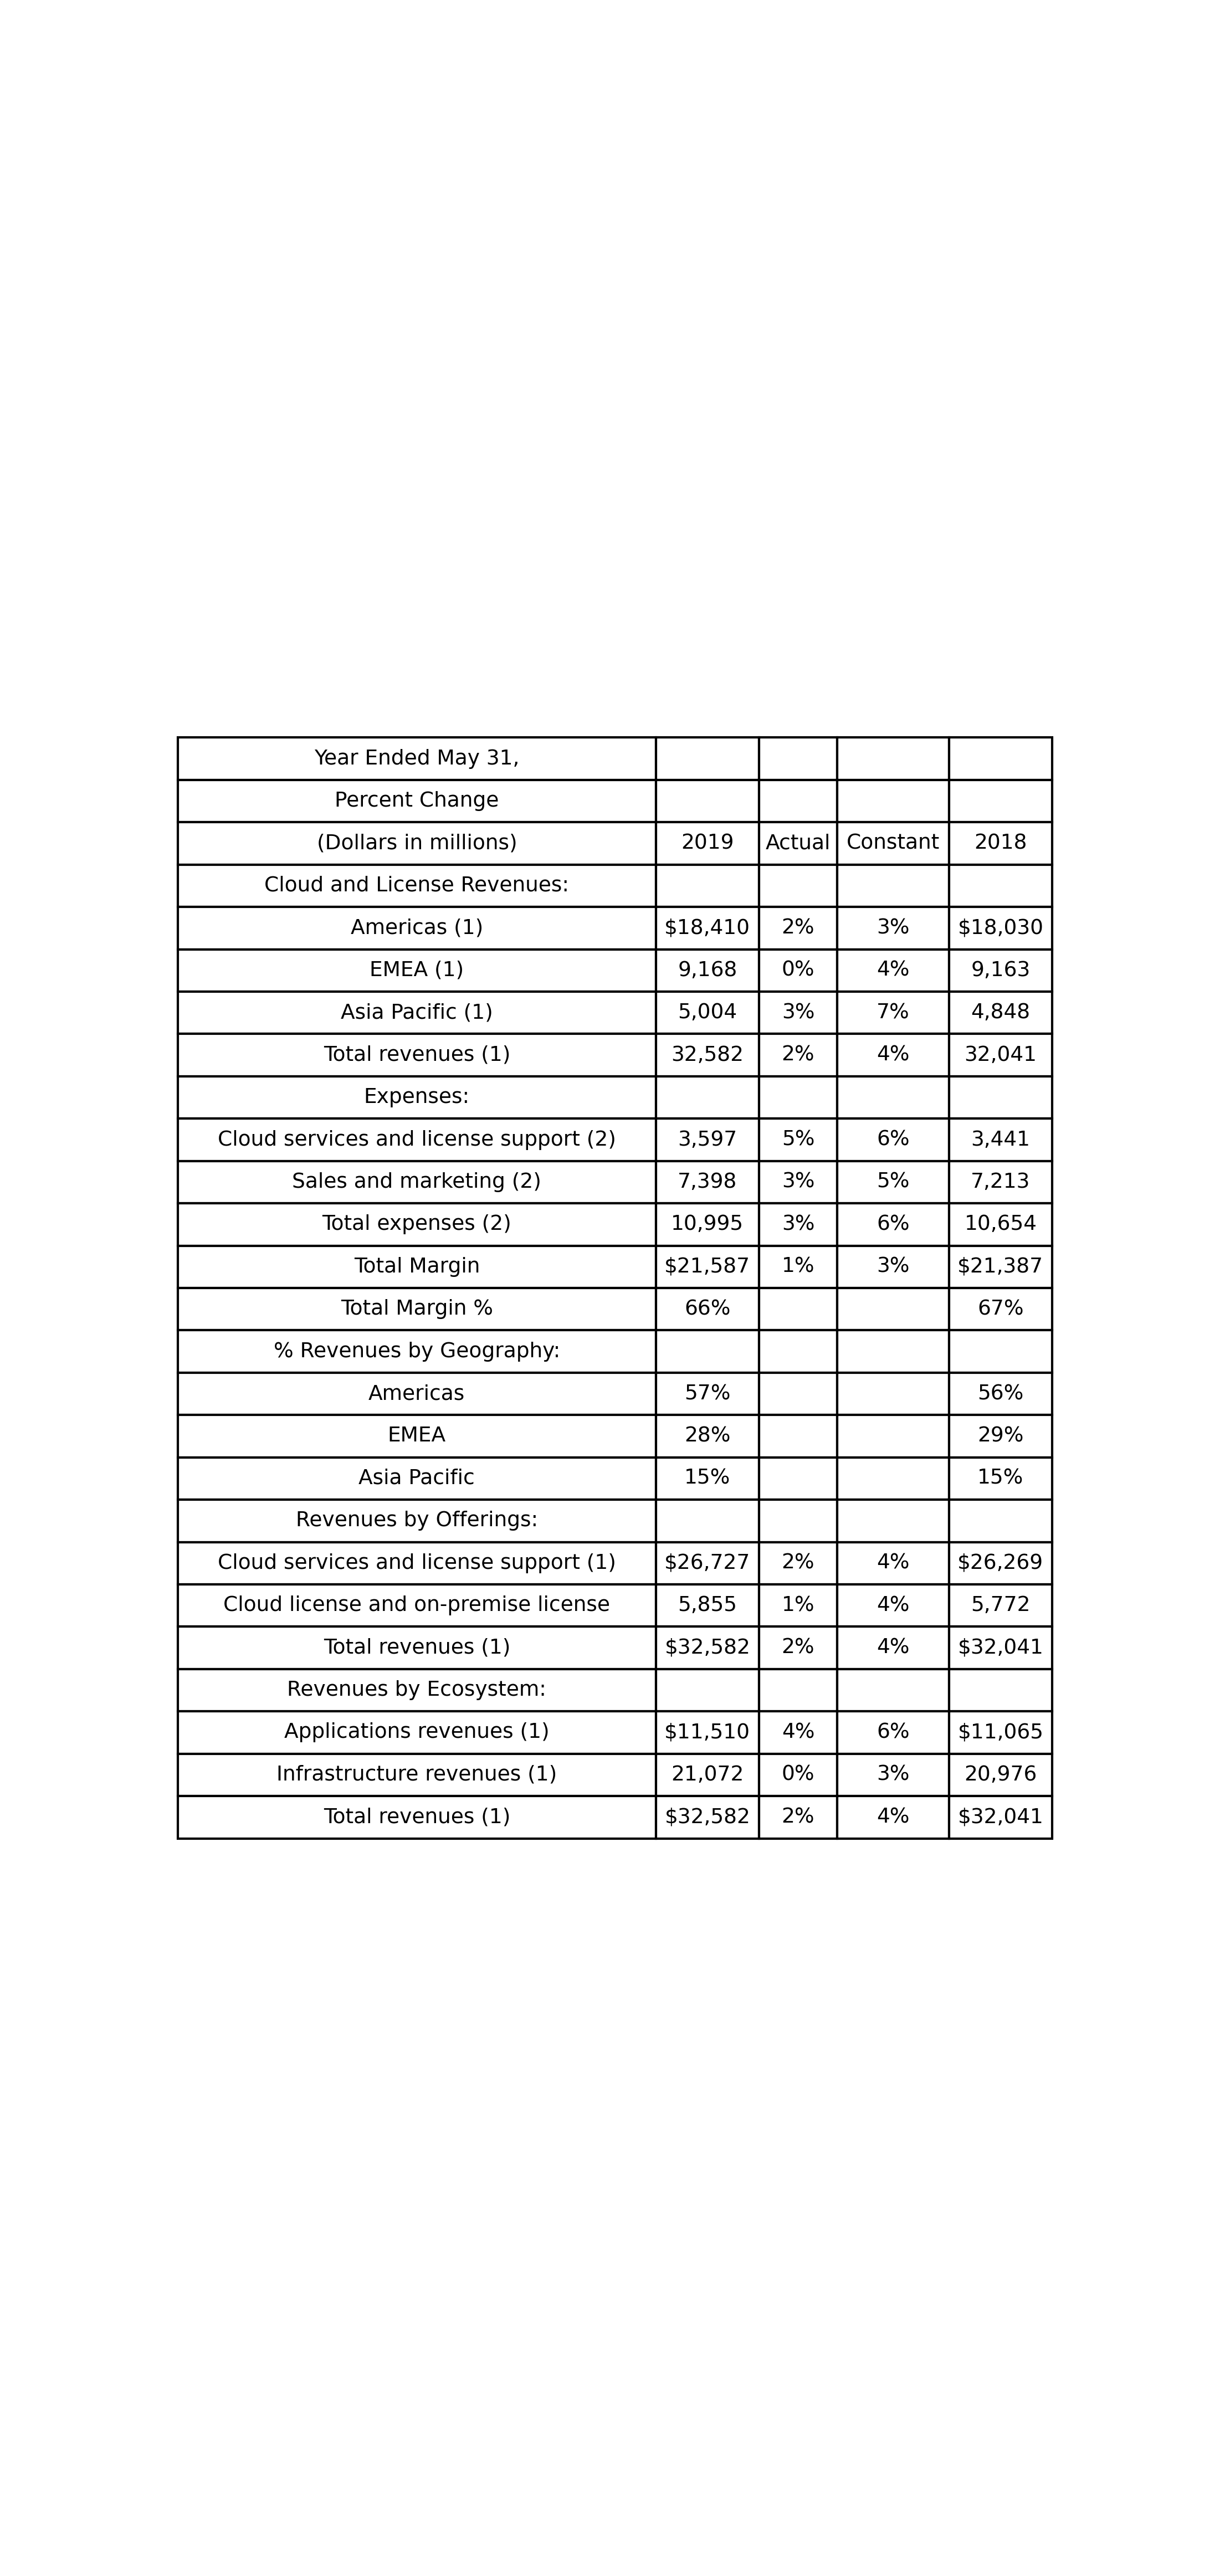 Year Ended May 31,
Percent Change
(Dollars in millions) 2019 Actual Constant 2018
Cloud and License Revenues:
Americas (1) $18,410 2% 3% $18,030
EMEA (1) 9,168 0% 4% 9,163
Asia Pacific (1) 5,004 3% 7% 4,848
Total revenues (1) 32,582 2% 4% 32,041
Expenses:
Cloud services and license support (2) 3,597 5% 6% 3,441
Sales and marketing (2) 7,398 3% 5% 7,213
Total expenses (2) 10,995 3% 6% 10,654
Total Margin $21,587 1% 3% $21,387
Total Margin % 66% 67%
% Revenues by Geography:
Americas 57% 56%
EMEA 28% 29%
Asia Pacific 15% 15%
Revenues by Offerings:
Cloud services and license support (1) $26,727 2% 4% $26,269
Cloud license and on-premise license 5,855 1% 4% 5,772
Total revenues (1) $32,582 2% 4% $32,041
Revenues by Ecosystem:
Applications revenues (1) $11,510 4% 6% $11,065
Infrastructure revenues (1) 21,072 0% 3% 20,976
Total revenues (1) $32,582 2% 4% $32,041